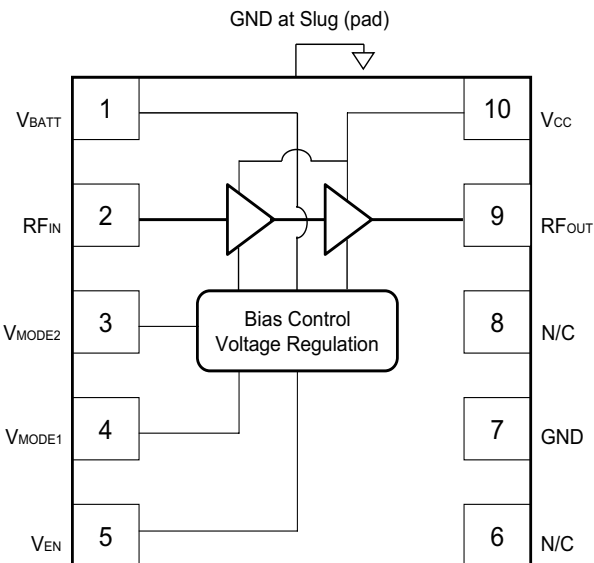 GND at Slug (pad)
VBATT 1
10 VCC
RFIN 2
9 RFOUT
VMODE2 3
Bias Control
Voltage Regulation
8 N/C
VMODE1 4
7 GND
VEN 5
6 N/C